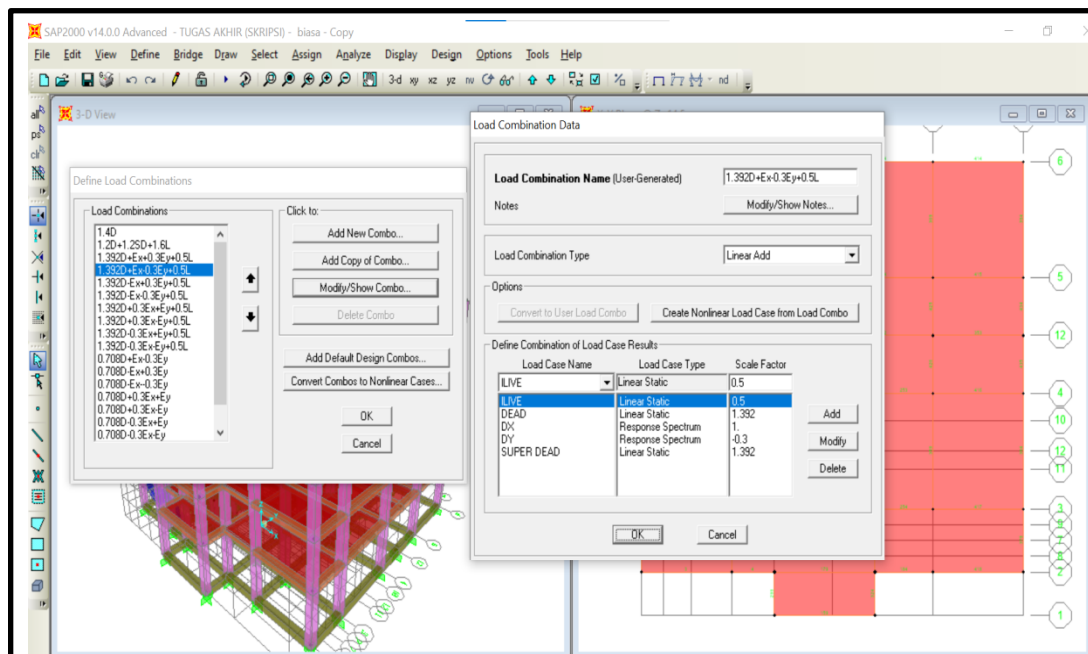 SAP2000 v14.0.0 Advanced - TUGAS AKHIR (SKRIPSI) - biasa - Copy
File Edit View Define Bridge Draw Select Assign Analyze Display Design Options Tools Help
3-d xy xz yz nv nd
all
ps
clr
3-D View
Define Load Combinations
Load Combinations
1.4D
1.2D+1.2SD+1.6L
1.392D+Ex+0.3Ey+0.5L
1.392D+Ex-0.3Ey+0.5L
1.392D-Ex+0.3Ey+0.5L
1.392D-Ex-0.3Ey+0.5L
1.392D+0.3Ex+Ey+0.5L
1.392D+0.3Ex-Ey+0.5L
1.392D-0.3Ex+Ey+0.5L
1.392D-0.3Ex-Ey+0.5L
0.708D+Ex-0.3Ey
0.708D-Ex+0.3Ey
0.708D-Ex--0.3Ey
0.708D+0.3Ex+Ey
0.708D+0.3Ex-Ey
0.708D-0.3Ex+Ey
0.708D-0.3Ex-Ey
Click to:
Add New Combo...
Add Copy of Combo...
Modify/Show Combo...
Delete Combo
Add Default Design Combos...
Convert Combos to Nonlinear Cases...
OK
Cancel
Load Combination Data
Load Combination Name (User-Generated) 1.392D+Ex-0.3Ey+0.5L
Notes Modify/Show Notes...
Load Combination Type Linear Add
Options
Convert to User Load Combo Create Nonlinear Load Case from Load Combo
Define Combination of Load Case Results
Load Case Name Load Case Type Scale Factor
lLIVE Linear Static 0.5
lLIVE Linear Static 0.5
DEAD Linear Static 1.392
DX Response Spectrum 1.
DY Response Spectrum -0.3
SUPER DEAD Linear Static 1.392
Add
Modify
Delete
OK Cancel
6
5
12
4
10
12
11
3
2
1